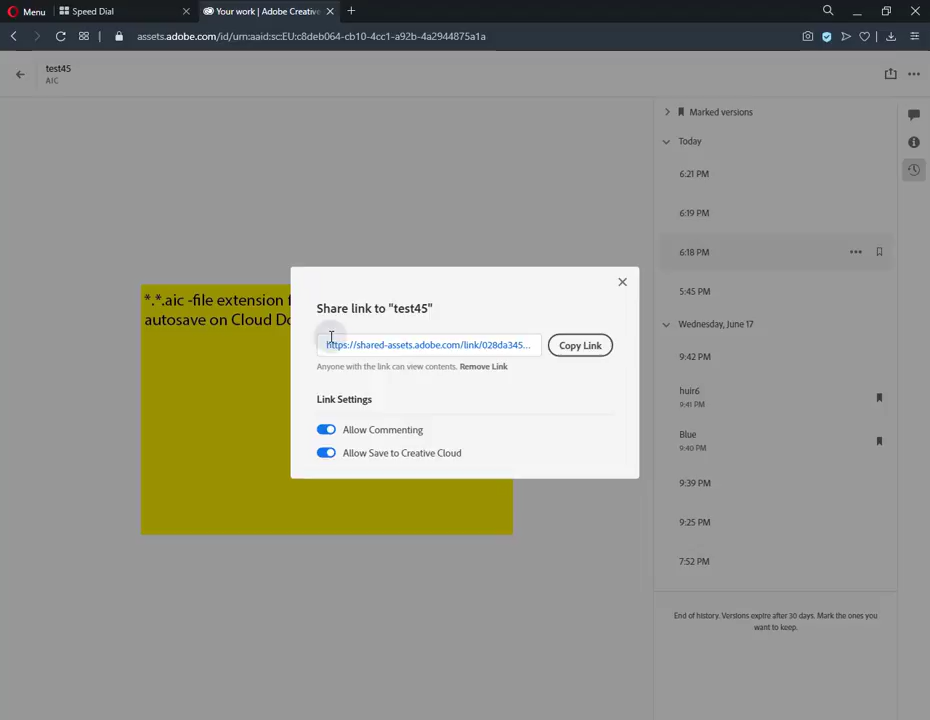 Menu
Speed Dial
Your work | Adobe Creative
assets.adobe.com/id/urn:aaid:sc:EU:c8deb064-cb10-4cc1-a92b-4a2944875a1a
test45
AIC
Marked versions
Today
6:21 PM
6:19 PM
6:18 PM
5:45 PM
Wednesday, June 17
9:42 PM
huir6
9:41 PM
Blue
9:40 PM
9:39 PM
9:25 PM
7:52 PM
End of history. Versions expire after 30 days. Mark the ones you
want to keep.
*.*.aic -file extension
autosave on Cloud
Share link to "test45"
https://shared-assets.adobe.com/link/028da345...
Copy Link
Anyone with the link can view contents. Remove Link
Link Settings
Allow Commenting
Allow Save to Creative Cloud